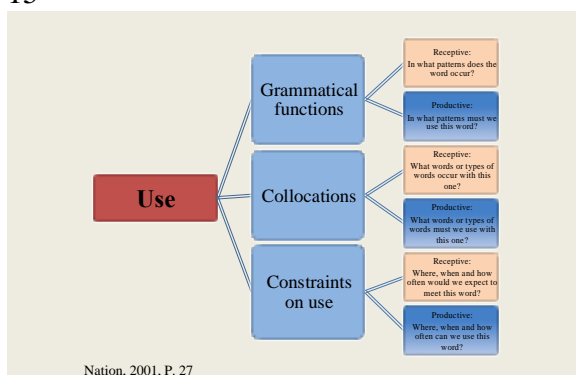 Use
Grammatical
functions
Receptive:
In what patterns does the
word occur?
Productive:
In what patterns must we
use this word?
Collocations
Receptive:
What words or types of
words occur with this
one?
Productive:
What words or types of
words must we use with
this one?
Constraints
on use
Receptive:
Where, when and how
often would we expect to
meet this word?
Productive:
Where, when and how
often can we use this
word?
Nation, 2001, P. 27